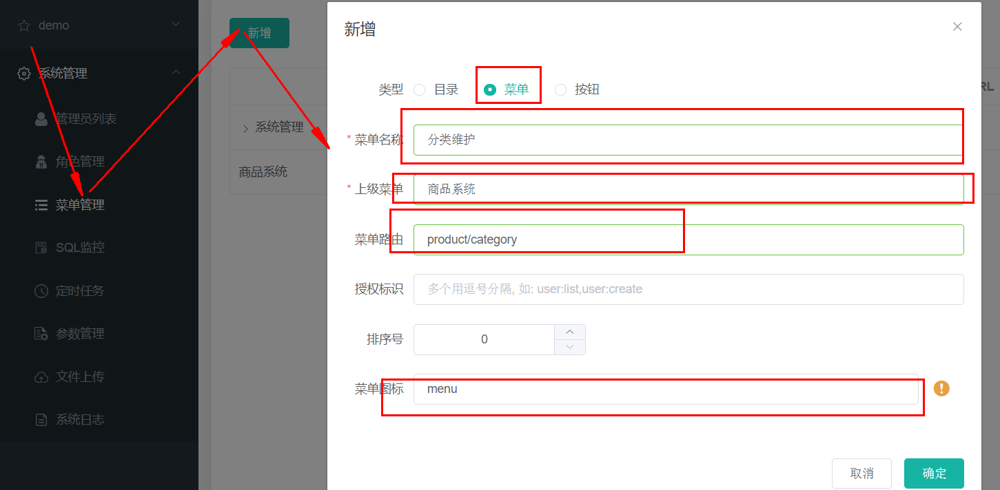 demo
系统管理
管理员列表
角色管理
菜单管理
SQL监控
定时任务
参数管理
文件上传
系统日志
新增
系统管理
商品系统
RL
新增
类型 目录 菜单 按钮
* 菜单名称 分类维护
* 上级菜单 商品系统
菜单路由 product/category
授权标识 多个用逗号分隔, 如: user:list,user:create
排序号 0
菜单图标 menu
取消 确定